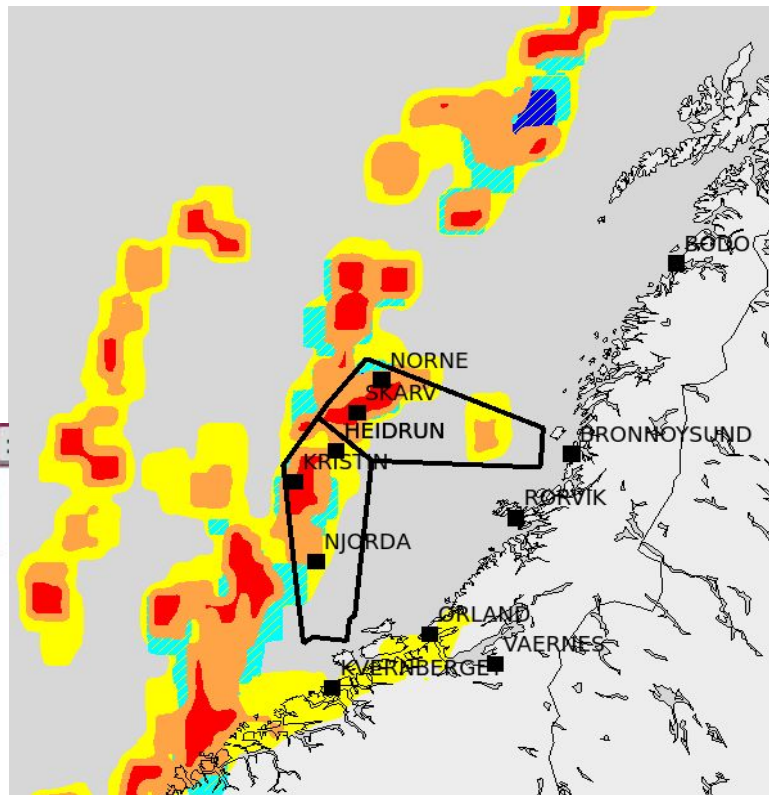 BODO
NORNE
SKARV
HEIDRUN
BRONNOYSUND
KRISTIN
RORVIK
NJORDA
ORLAND
VAERNES
KVERNBERGET